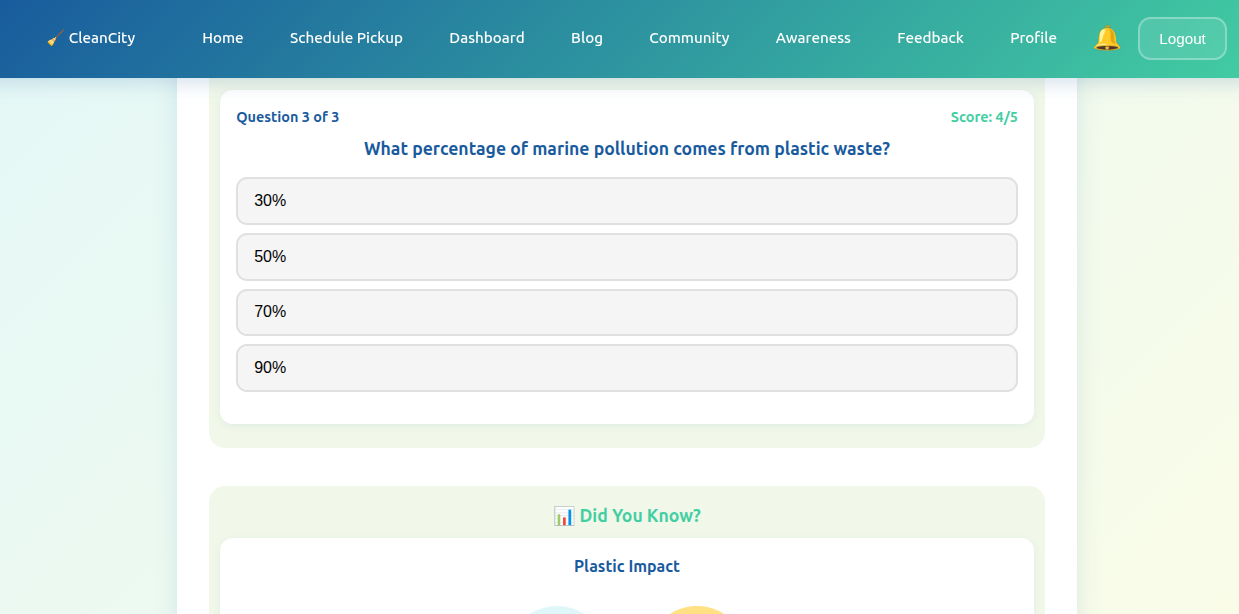 🧹 CleanCity Home Schedule Pickup Dashboard Blog Community Awareness Feedback Profile 🔔 Logout
Question 3 of 3 Score: 4/5
What percentage of marine pollution comes from plastic waste?
30%
50%
70%
90%
📊 Did You Know?
Plastic Impact